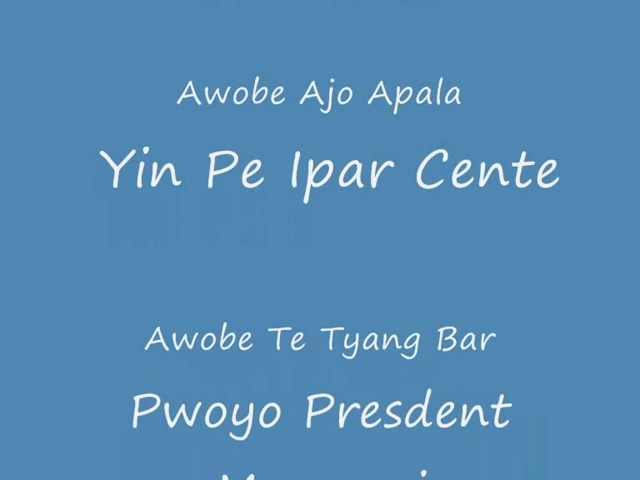 Awobe Ajo Apala
Yin Pe Ipar Cente
Awobe Te Tyang Bar
Pwoyo Presdent